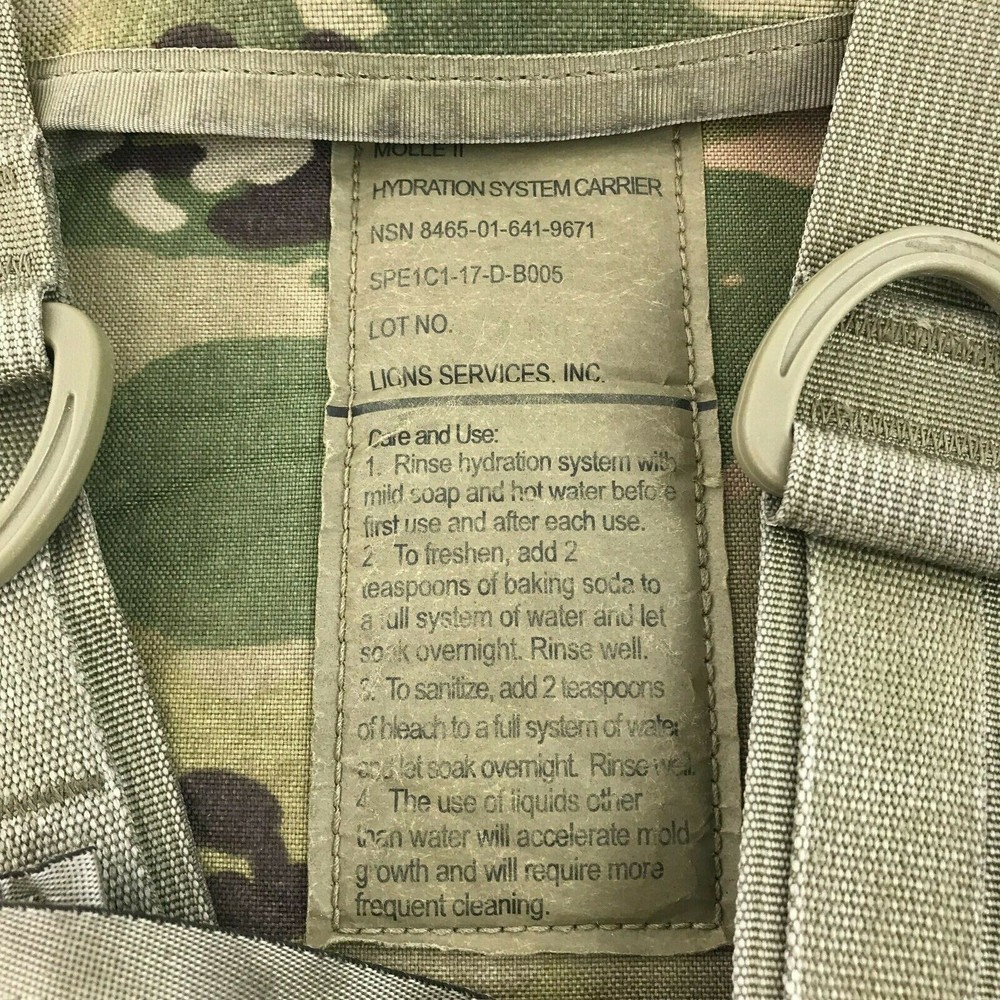 MOLLE II
HYDRATION SYSTEM CARRIER
NSN 8465-01-641-9671
SPE1C1-17-D-B005
LOT NO.
LIONS SERVICES, INC.
Care and Use:
1. Rinse hydration system with
mild soap and hot water before
first use and after each use.
2. To freshen, add 2
teaspoons of baking soda to
a full system of water and let
soak overnight. Rinse well.
3. To sanitize, add 2 teaspoons
of bleach to a full system of water
and let soak overnight. Rinse well.
4. The use of liquids other
than water will accelerate mold
growth and will require more
frequent cleaning.